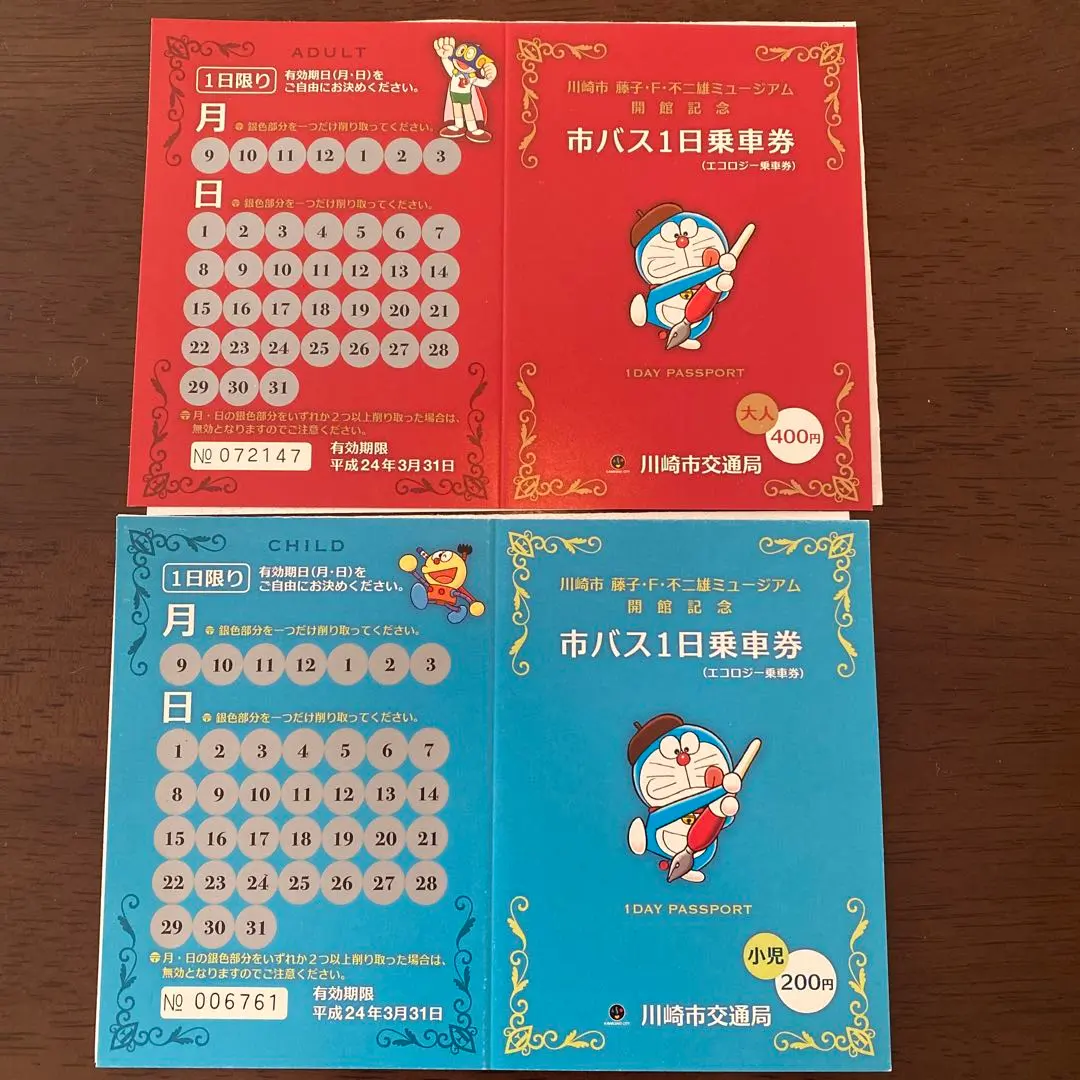 ADULT
1日限り 有効期日(月・日)を
ご自由にお決めください。
月 銀色部分を一つだけ削り取ってください。
9 10 11 12 1 2 3
日 銀色部分を一つだけ削り取ってください。
1 2 3 4 5 6 7
8 9 10 11 12 13 14
15 16 17 18 19 20 21
22 23 24 25 26 27 28
29 30 31
月・日の銀色部分をいずれか2つ以上削り取った場合は、
無効となりますのでご注意ください。
№ 072147
有効期限
平成24年3月31日
川崎市 藤子・F・不二雄ミュージアム
開館記念
市バス1日乗車券
(エコロジー乗車券)
1DAY PASSPORT
大人
400円
川崎市交通局
CHILD
1日限り 有効期日(月・日)を
ご自由にお決めください。
月 銀色部分を一つだけ削り取ってください。
9 10 11 12 1 2 3
日 銀色部分を一つだけ削り取ってください。
1 2 3 4 5 6 7
8 9 10 11 12 13 14
15 16 17 18 19 20 21
22 23 24 25 26 27 28
29 30 31
月・日の銀色部分をいずれか2つ以上削り取った場合は、
無効となりますのでご注意ください。
№ 006761
有効期限
平成24年3月31日
川崎市 藤子・F・不二雄ミュージアム
開館記念
市バス1日乗車券
(エコロジー乗車券)
1DAY PASSPORT
小児
200円
川崎市交通局